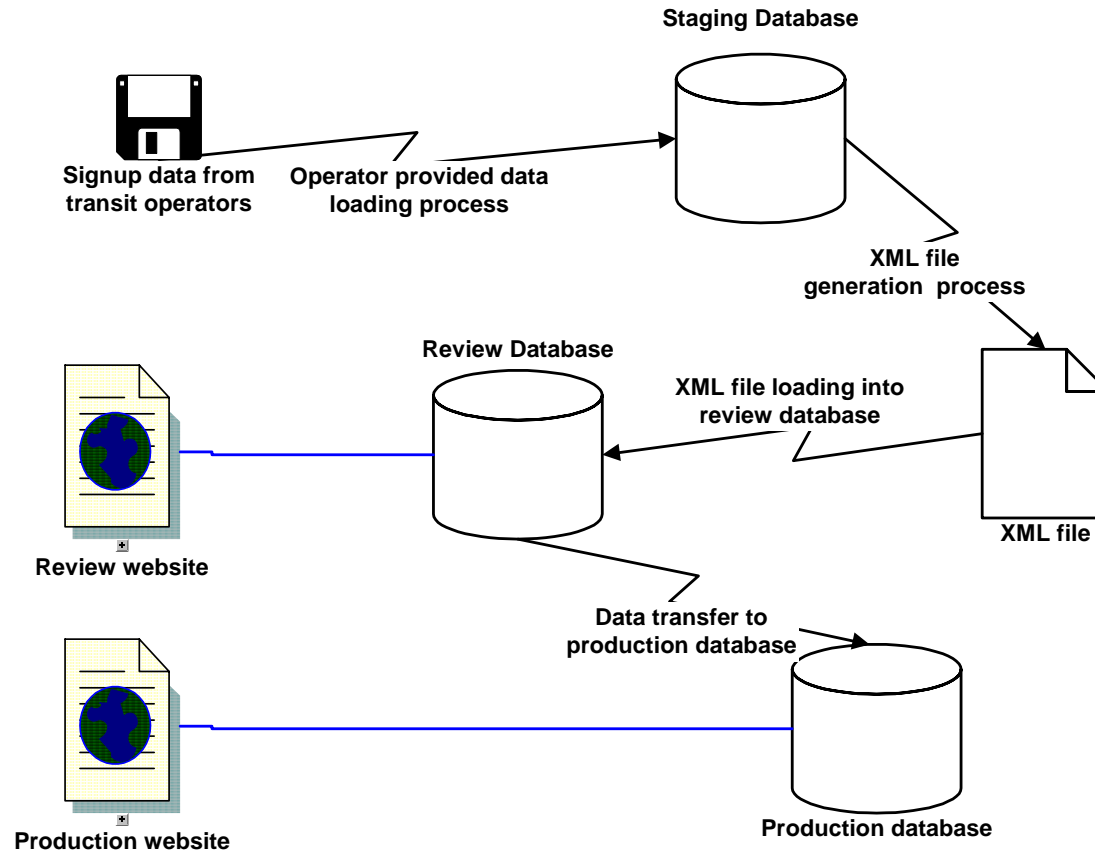 Staging Database
Signup data from
transit operators
Operator provided data
loading process
XML file
generation  process
Review Database
XML file loading into
review database
XML file
Review website
Data transfer to
production database
Production database
Production website